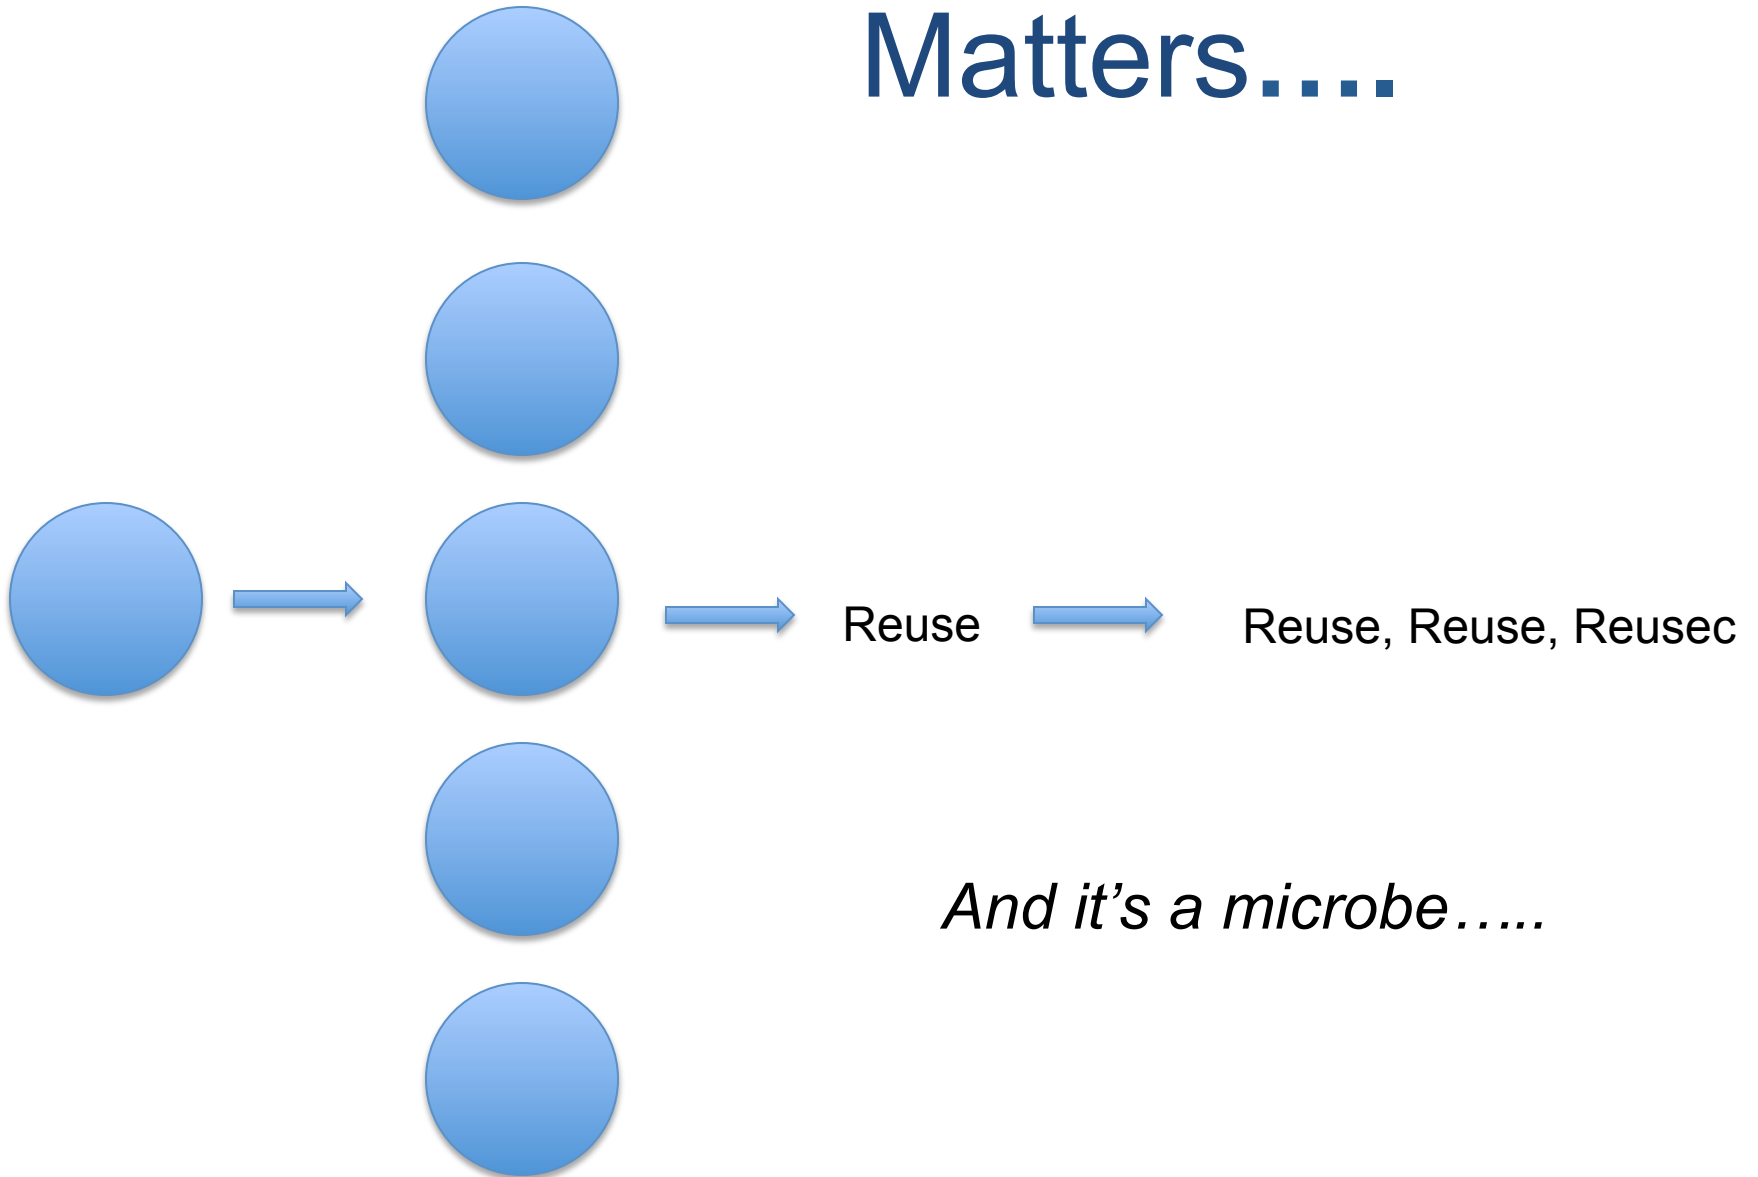 Matters….
Reuse
Reuse, Reuse, Reusec
And it’s a microbe…..